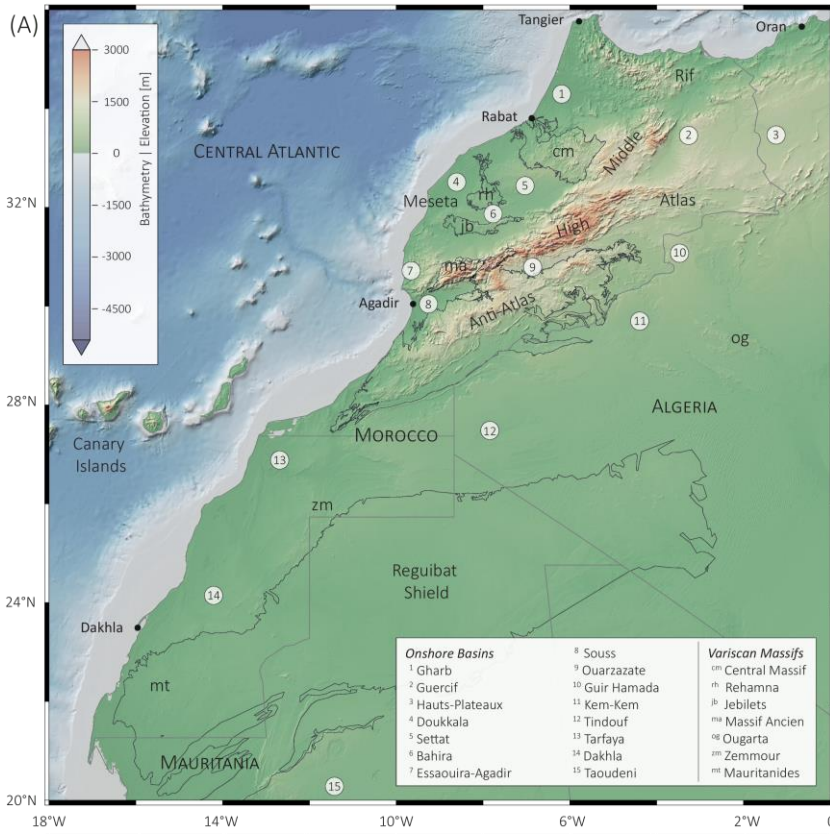 (A)
Tangier
Oran
3000
1500
0
-1500
-3000
-4500
Bathymetry | Elevation [m]
Rif
1
Rabat
CENTRAL ATLANTIC
cm
Middle
2
3
4
5
rh
Meseta
6
jb
High
Atlas
32°N
7
ma
9
10
Agadir
8
Anti-Atlas
11
og
28°N
Canary
Islands
MOROCCO
ALGERIA
12
13
zm
Reguibat
Shield
14
24°N
Dakhla
mt
MAURITANIA
15
Onshore Basins
1 Gharb
2 Guercif
3 Hauts-Plateaux
4 Doukkala
5 Settat
6 Bahira
7 Essaouira-Agadir
8 Souss
9 Ouarzazate
10 Guir Hamada
11 Kem-Kem
12 Tindouf
13 Tarfaya
14 Dakhla
15 Taoudeni
Variscan Massifs
cm Central Massif
rh Rehamna
jb Jebilets
ma Massif Ancien
og Ougarta
zm Zemmour
mt Mauritanides
20°N
18°W
14°W
10°W
6°W
2°W
0